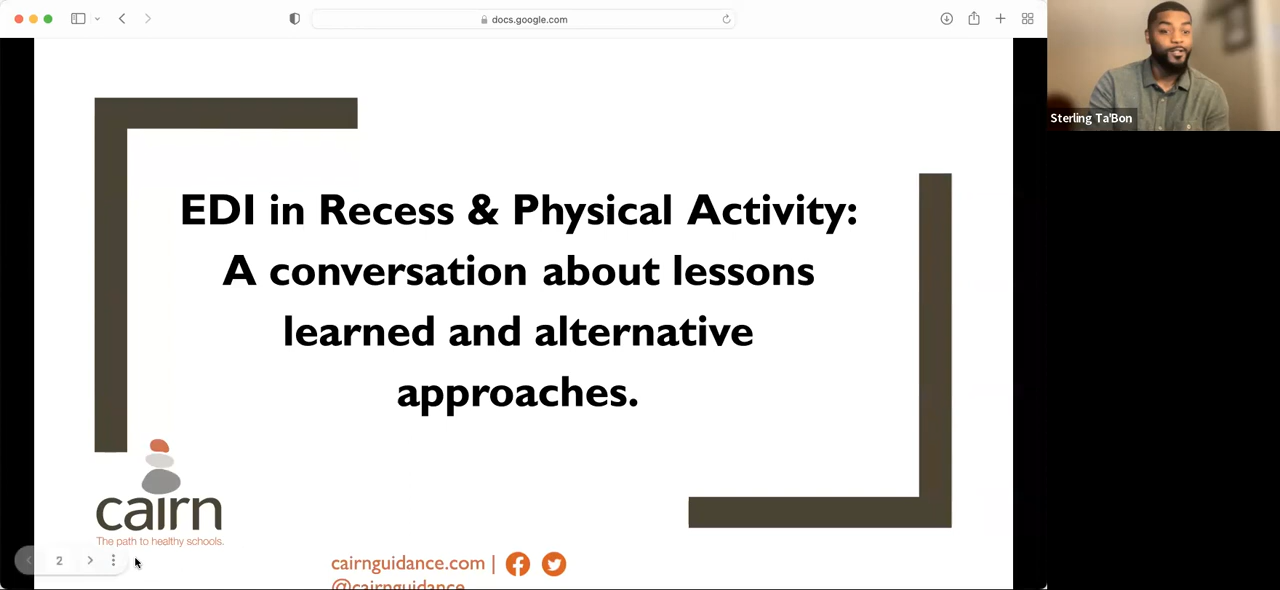 docs.google.com
Sterling Ta'Bon
EDI in Recess & Physical Activity:
A conversation about lessons
learned and alternative
approaches.
cairn
The path to healthy schools.
2
cairnguidance.com |
@cairnguidance